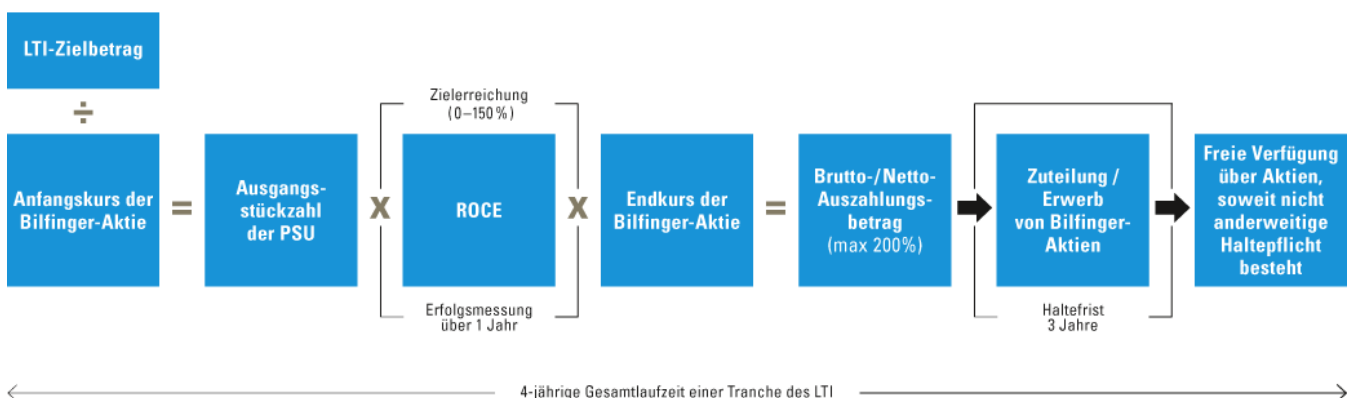 LTI-Zielbetrag
÷
Anfangskurs der
Bilfinger-Aktie
=
Ausgangs-
stückzahl
der PSU
X
Zielerreichung
(0–150%)
ROCE
Erfolgsmessung
über 1 Jahr
X
Endkurs der
Bilfinger-Aktie
=
Brutto-/Netto-
Auszahlungs-
betrag
(max 200%)
Zuteilung /
Erwerb
von Bilfinger-
Aktien
Haltefrist
3 Jahre
Freie Verfügung
über Aktien,
soweit nicht
anderweitige
Haltepflicht
besteht
4-jährige Gesamtlaufzeit einer Tranche des LTI